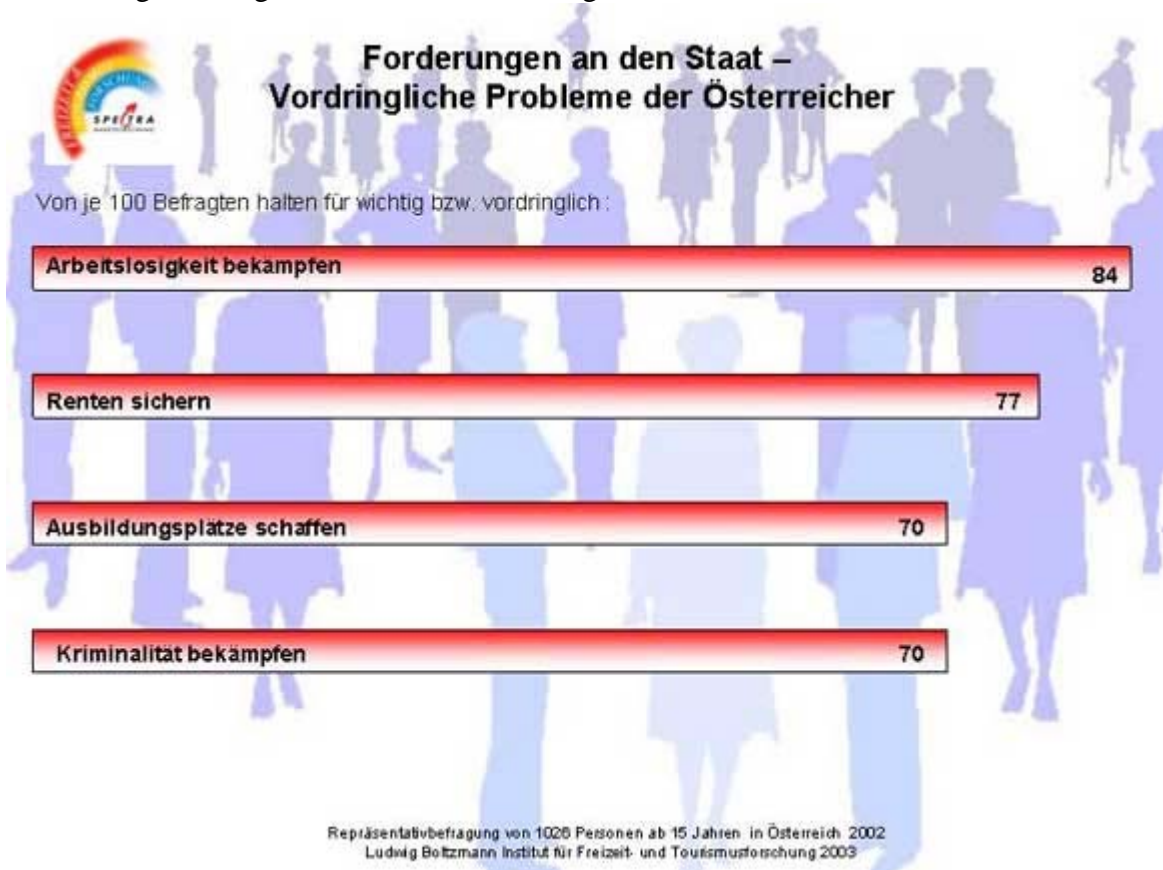 FORSCHUNG
SPECTRA
Forderungen an den Staat –
Vordringliche Probleme der Österreicher
Von je 100 Befragten halten für wichtig bzw. vordringlich :
Arbeitslosigkeit bekämpfen
84
Renten sichern
77
Ausbildungsplätze schaffen
70
Kriminalität bekämpfen
70
Repräsentativbefragung von 1026 Personen ab 15 Jahren in Österreich 2002
Ludwig Boltzmann Institut für Freizeit- und Tourismusforschung 2003